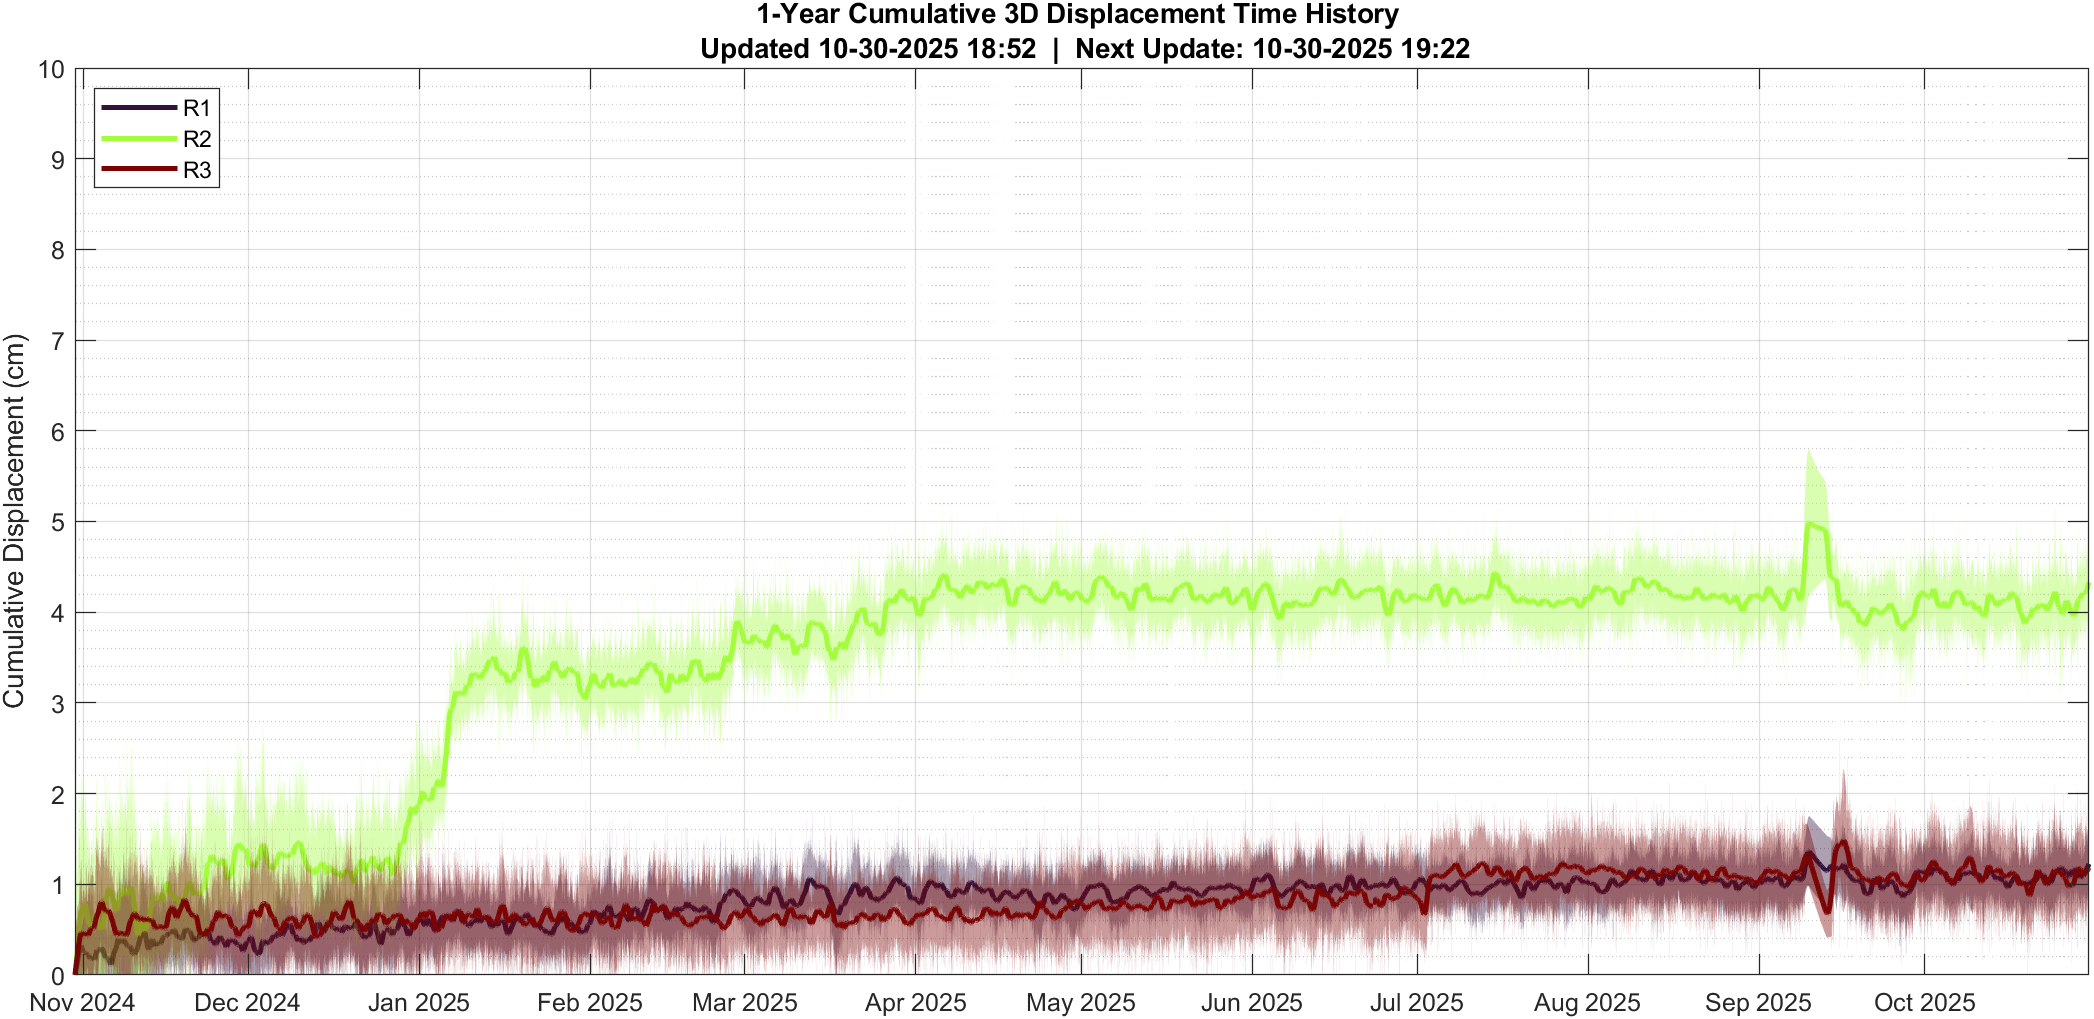 1-Year Cumulative 3D Displacement Time History
Updated 10-30-2025 18:52 | Next Update: 10-30-2025 19:22
Cumulative Displacement (cm)
10
9
8
7
6
5
4
3
2
1
0
R1
R2
R3
Nov 2024
Dec 2024
Jan 2025
Feb 2025
Mar 2025
Apr 2025
May 2025
Jun 2025
Jul 2025
Aug 2025
Sep 2025
Oct 2025